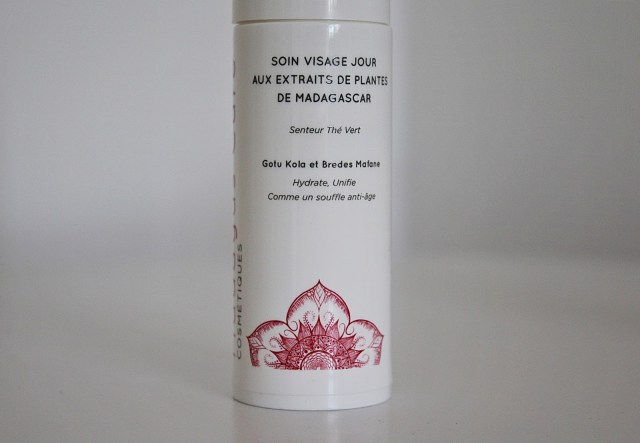 SOIN VISAGE JOUR
AUX EXTRAITS DE PLANTES
DE MADAGASCAR
Senteur Thé Vert
Gotu Kola et Bredes Mafane
Hydrate, Unifie
Comme un souffle anti-âge
COSMÉTIQUES